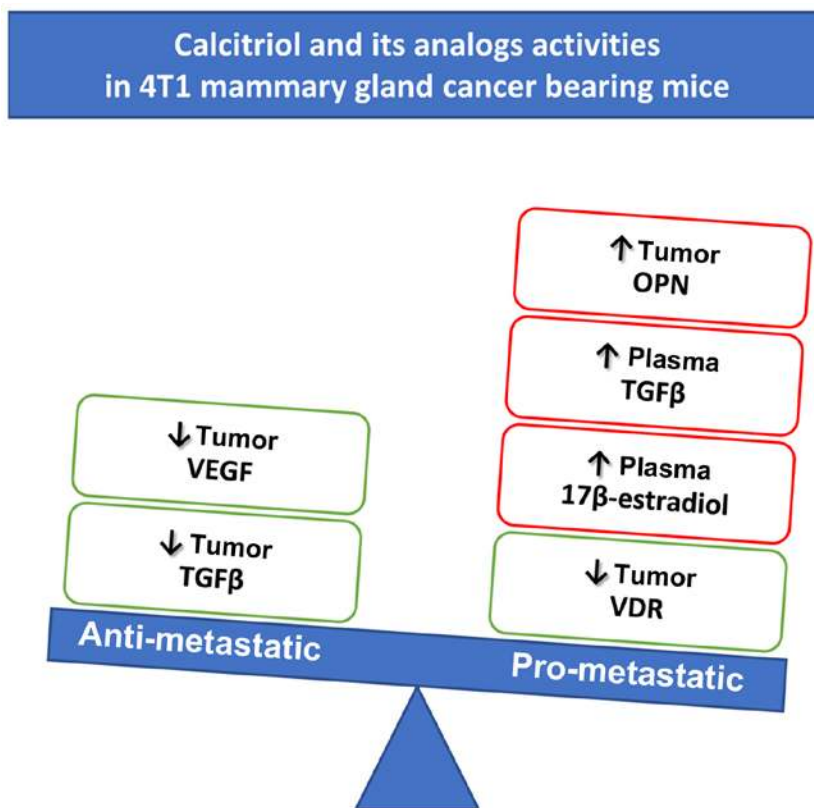 Calcitriol and its analogs activities
in 4T1 mammary gland cancer bearing mice
↑ Tumor
OPN
↑ Plasma
TGFβ
↑ Plasma
17β-estradiol
↓ Tumor
VDR
↓ Tumor
VEGF
↓ Tumor
TGFβ
Anti-metastatic
Pro-metastatic